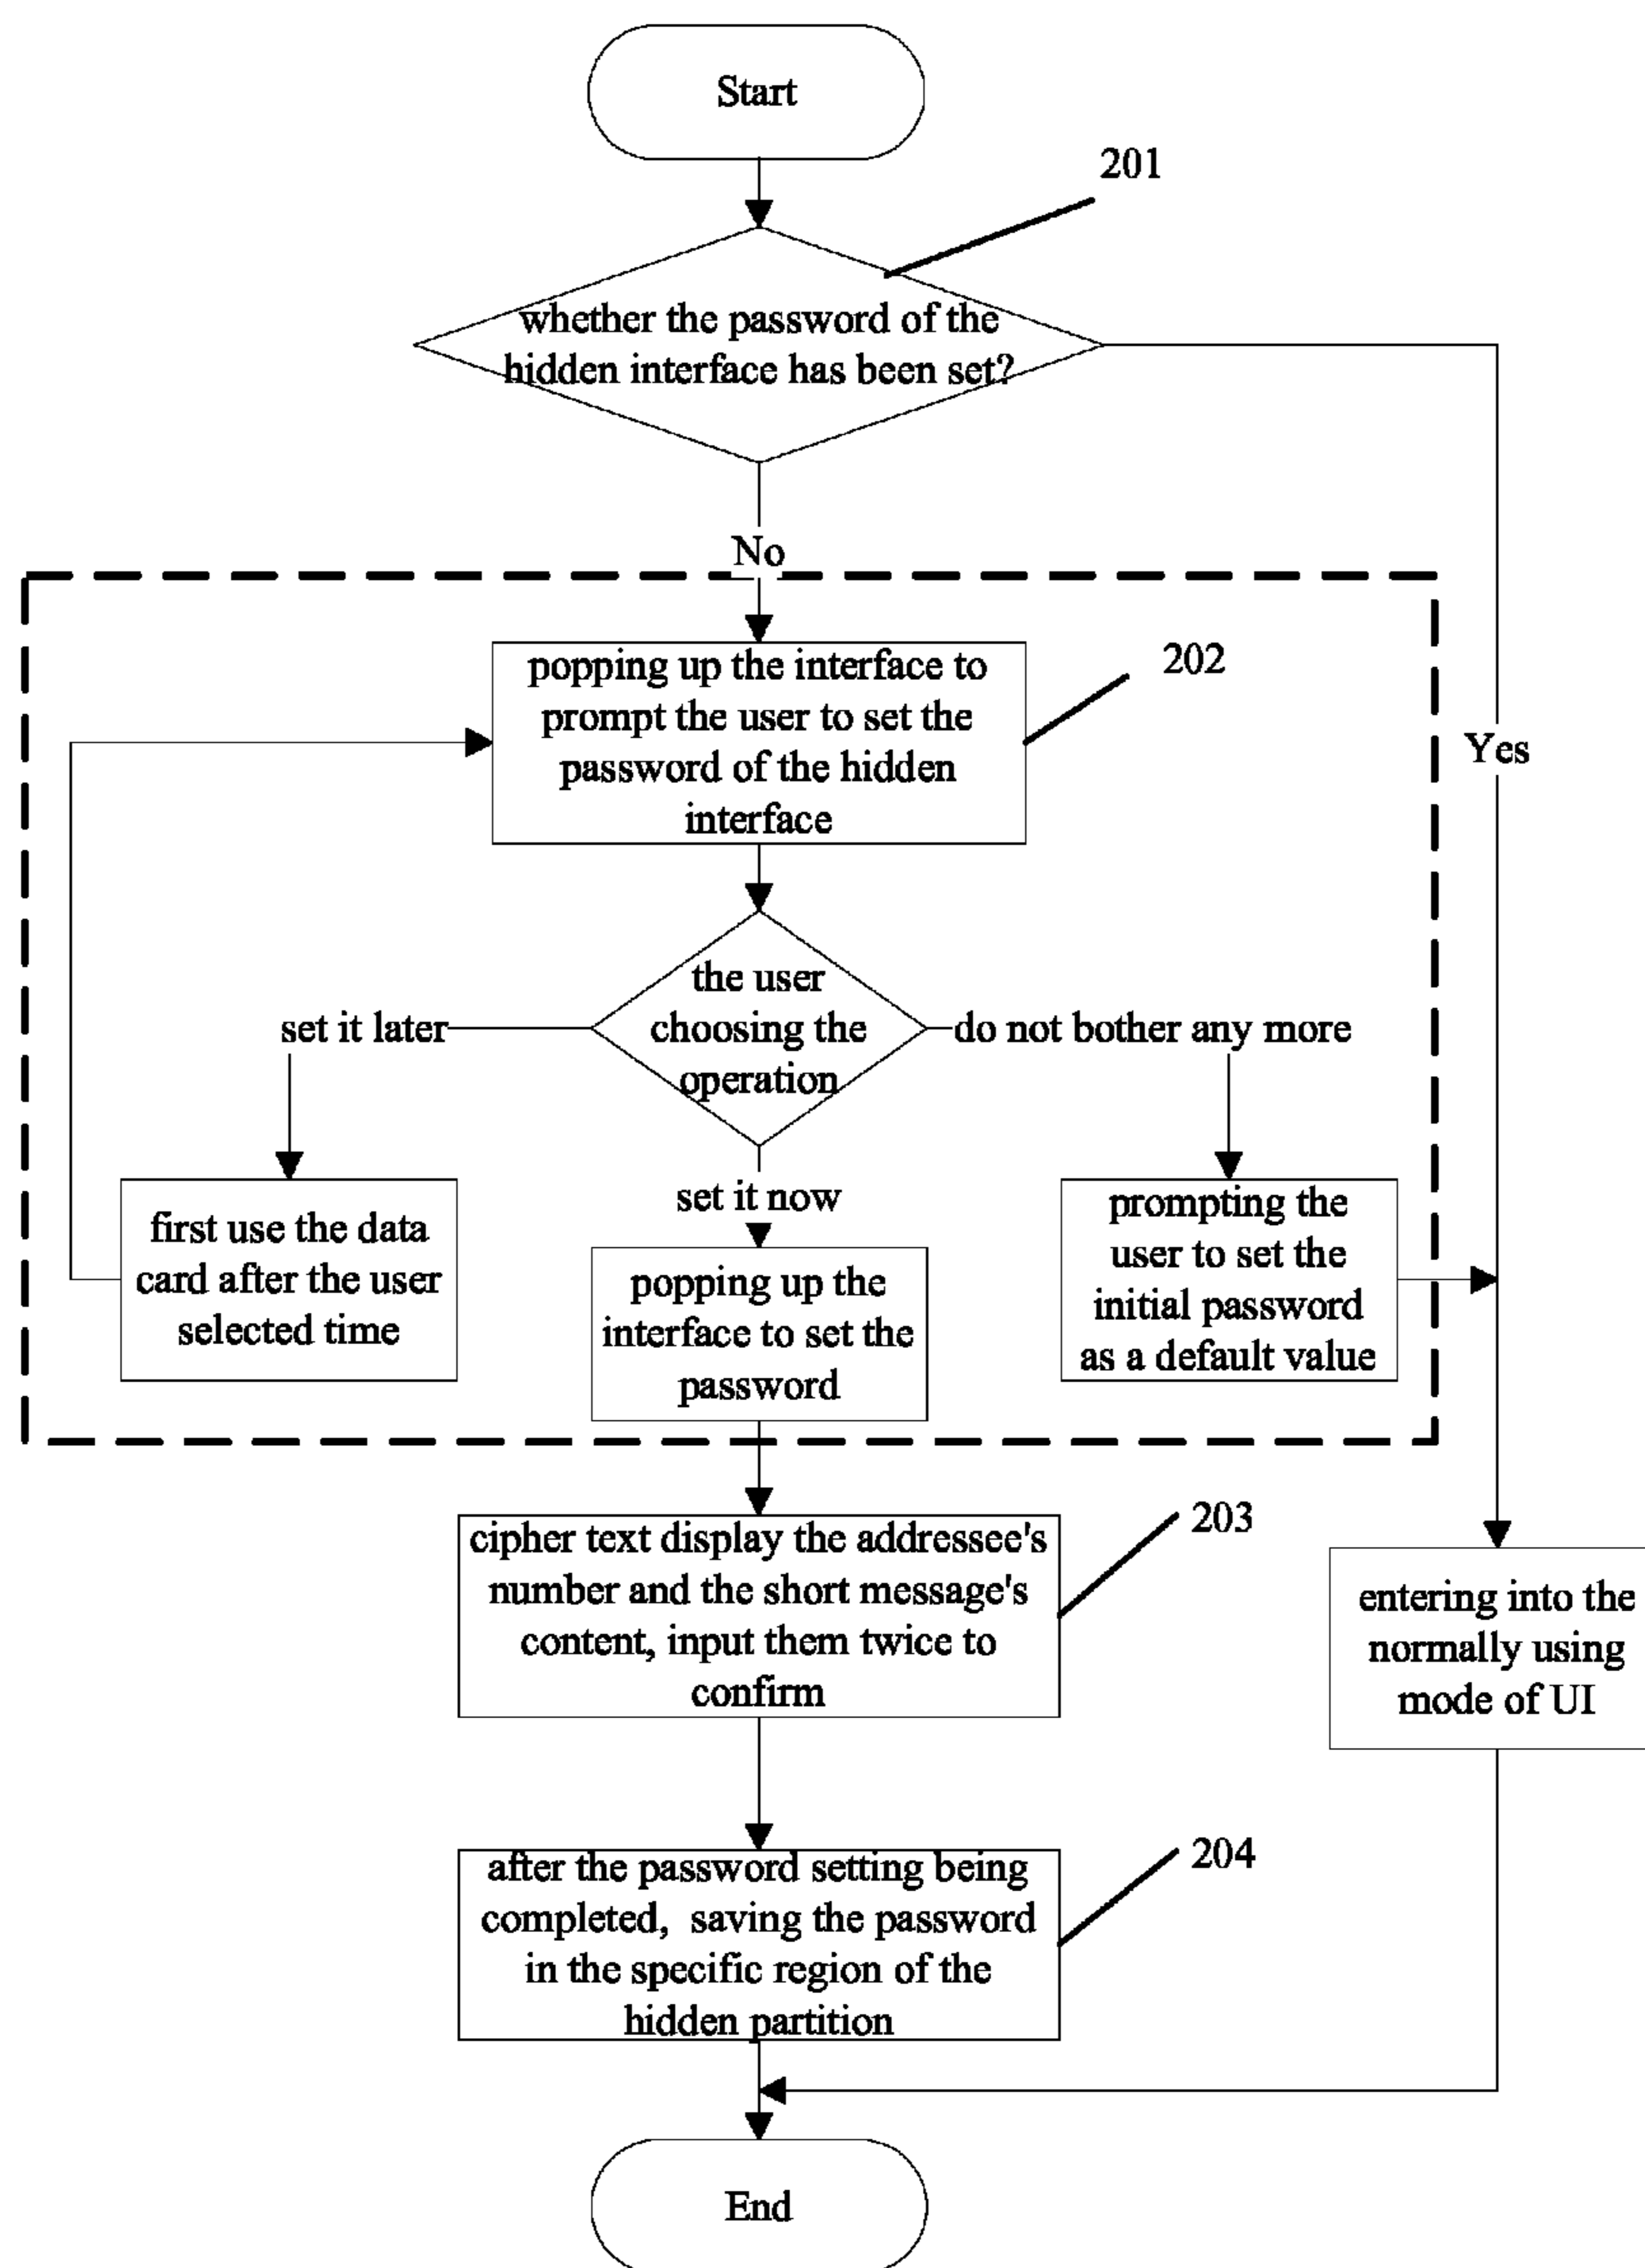 Start
201
whether the password of the
hidden interface has been set?
No
popping up the interface to
prompt the user to set the
password of the hidden
interface
202
Yes
the user
choosing the
operation
set it later
do not bother any more
set it now
first use the data
card after the user
selected time
popping up the
interface to set the
password
prompting the
user to set the
initial password
as a default value
cipher text display the addressee's
number and the short message's
content, input them twice to
confirm
203
entering into the
normally using
mode of UI
after the password setting being
completed, saving the password
in the specific region of the
hidden partition
204
End